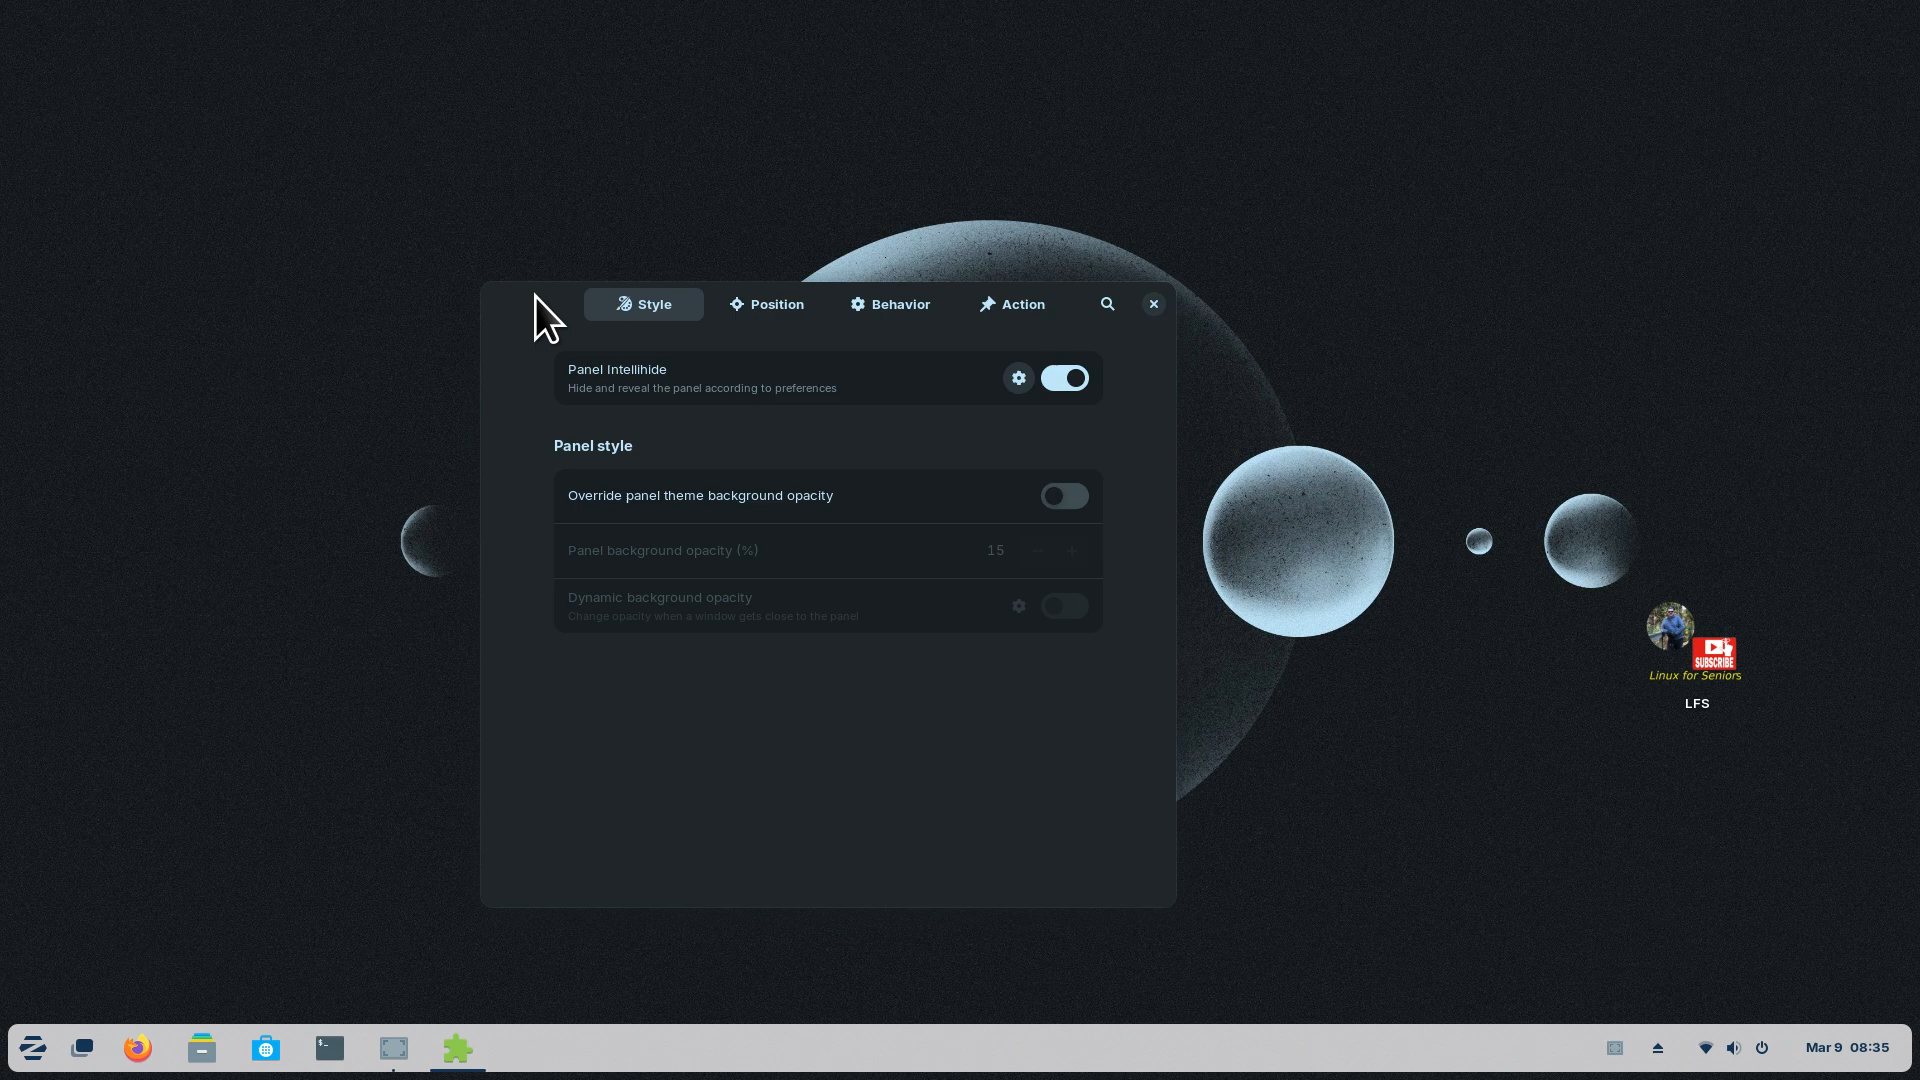 Style
Position
Behavior
Action
Panel Intellihide
Hide and reveal the panel according to preferences
Panel style
Override panel theme background opacity
Panel background opacity (%)
15
Dynamic background opacity
Change opacity when a window gets close to the panel
SUBSCRIBE
Linux for Seniors
LFS
$_
Mar 9 08:35